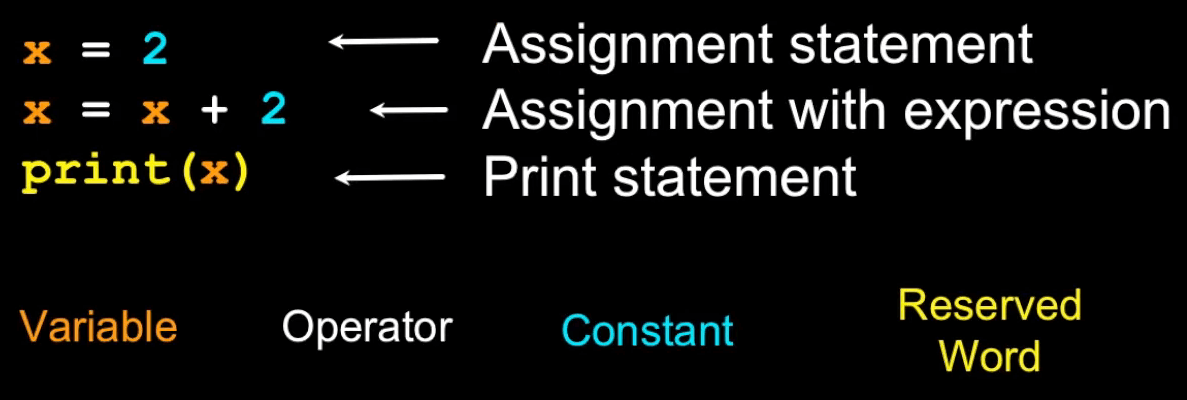 x = 2 Assignment statement
x = x + 2 Assignment with expression
print(x) Print statement
Variable Operator Constant Reserved Word